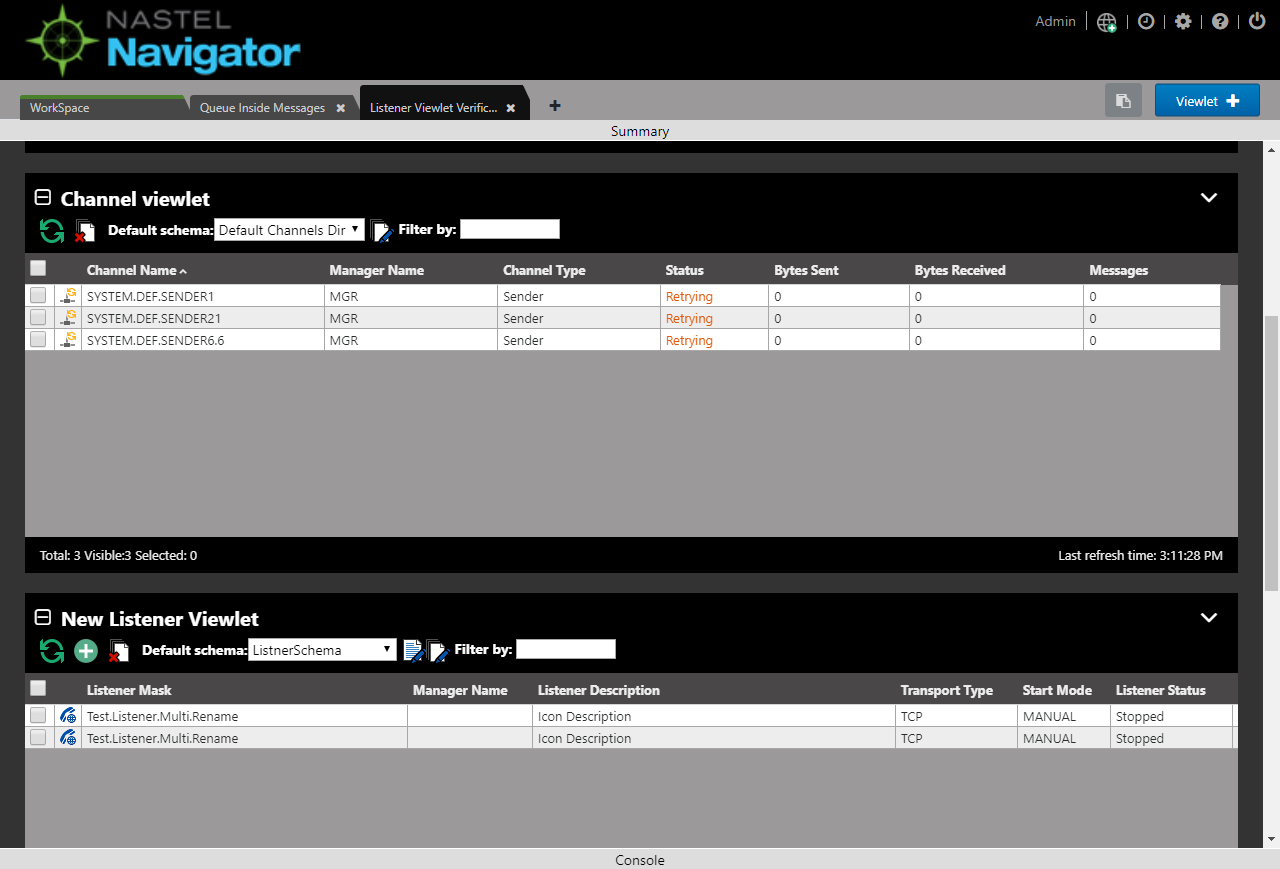 NASTEL
Navigator
Admin
WorkSpace
Queue Inside Messages
Listener Viewlet Verific...
Viewlet
Summary
Channel viewlet
Default schema: Default Channels Dir Filter by:
Channel Name Manager Name Channel Type Status Bytes Sent Bytes Received Messages
SYSTEM.DEF.SENDER1 MGR Sender Retrying 0 0 0
SYSTEM.DEF.SENDER21 MGR Sender Retrying 0 0 0
SYSTEM.DEF.SENDER6.6 MGR Sender Retrying 0 0 0
Total: 3 Visible:3 Selected: 0 Last refresh time: 3:11:28 PM
New Listener Viewlet
Default schema: ListnerSchema Filter by:
Listener Mask Manager Name Listener Description Transport Type Start Mode Listener Status
Test.Listener.Multi.Rename Icon Description TCP MANUAL Stopped
Test.Listener.Multi.Rename Icon Description TCP MANUAL Stopped
Console